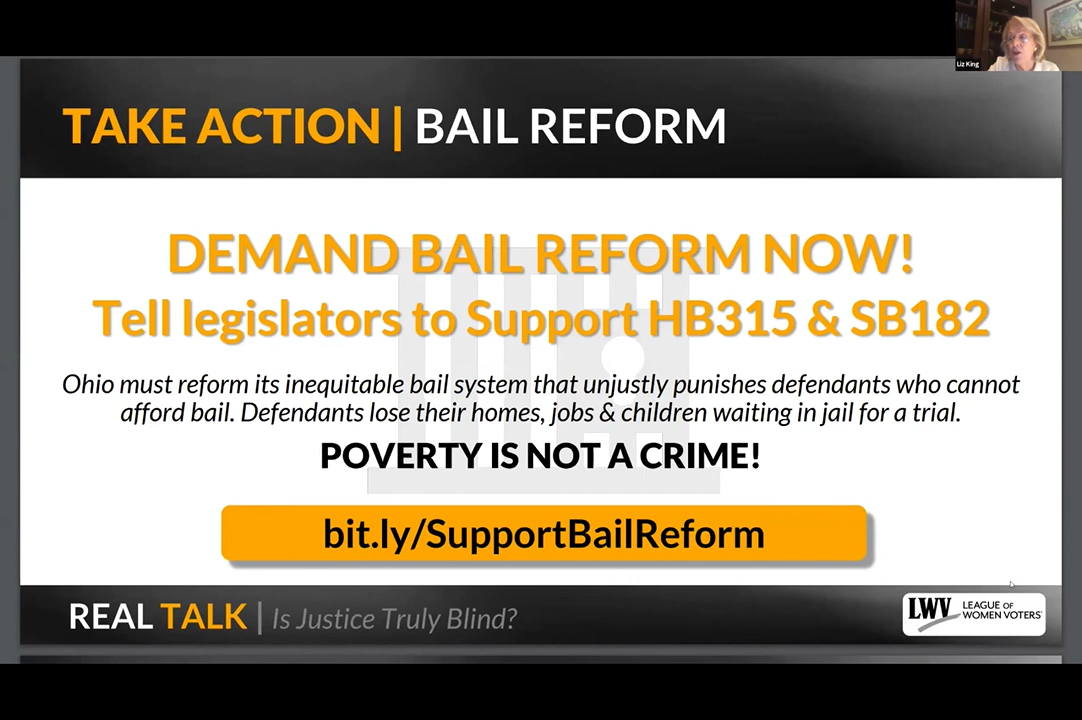 Liz King
TAKE ACTION | BAIL REFORM
DEMAND BAIL REFORM NOW!
Tell legislators to Support HB315 & SB182
Ohio must reform its inequitable bail system that unjustly punishes defendants who cannot
afford bail. Defendants lose their homes, jobs & children waiting in jail for a trial.
POVERTY IS NOT A CRIME!
bit.ly/SupportBailReform
REAL TALK | Is Justice Truly Blind?
LWV LEAGUE OF
WOMEN VOTERS®